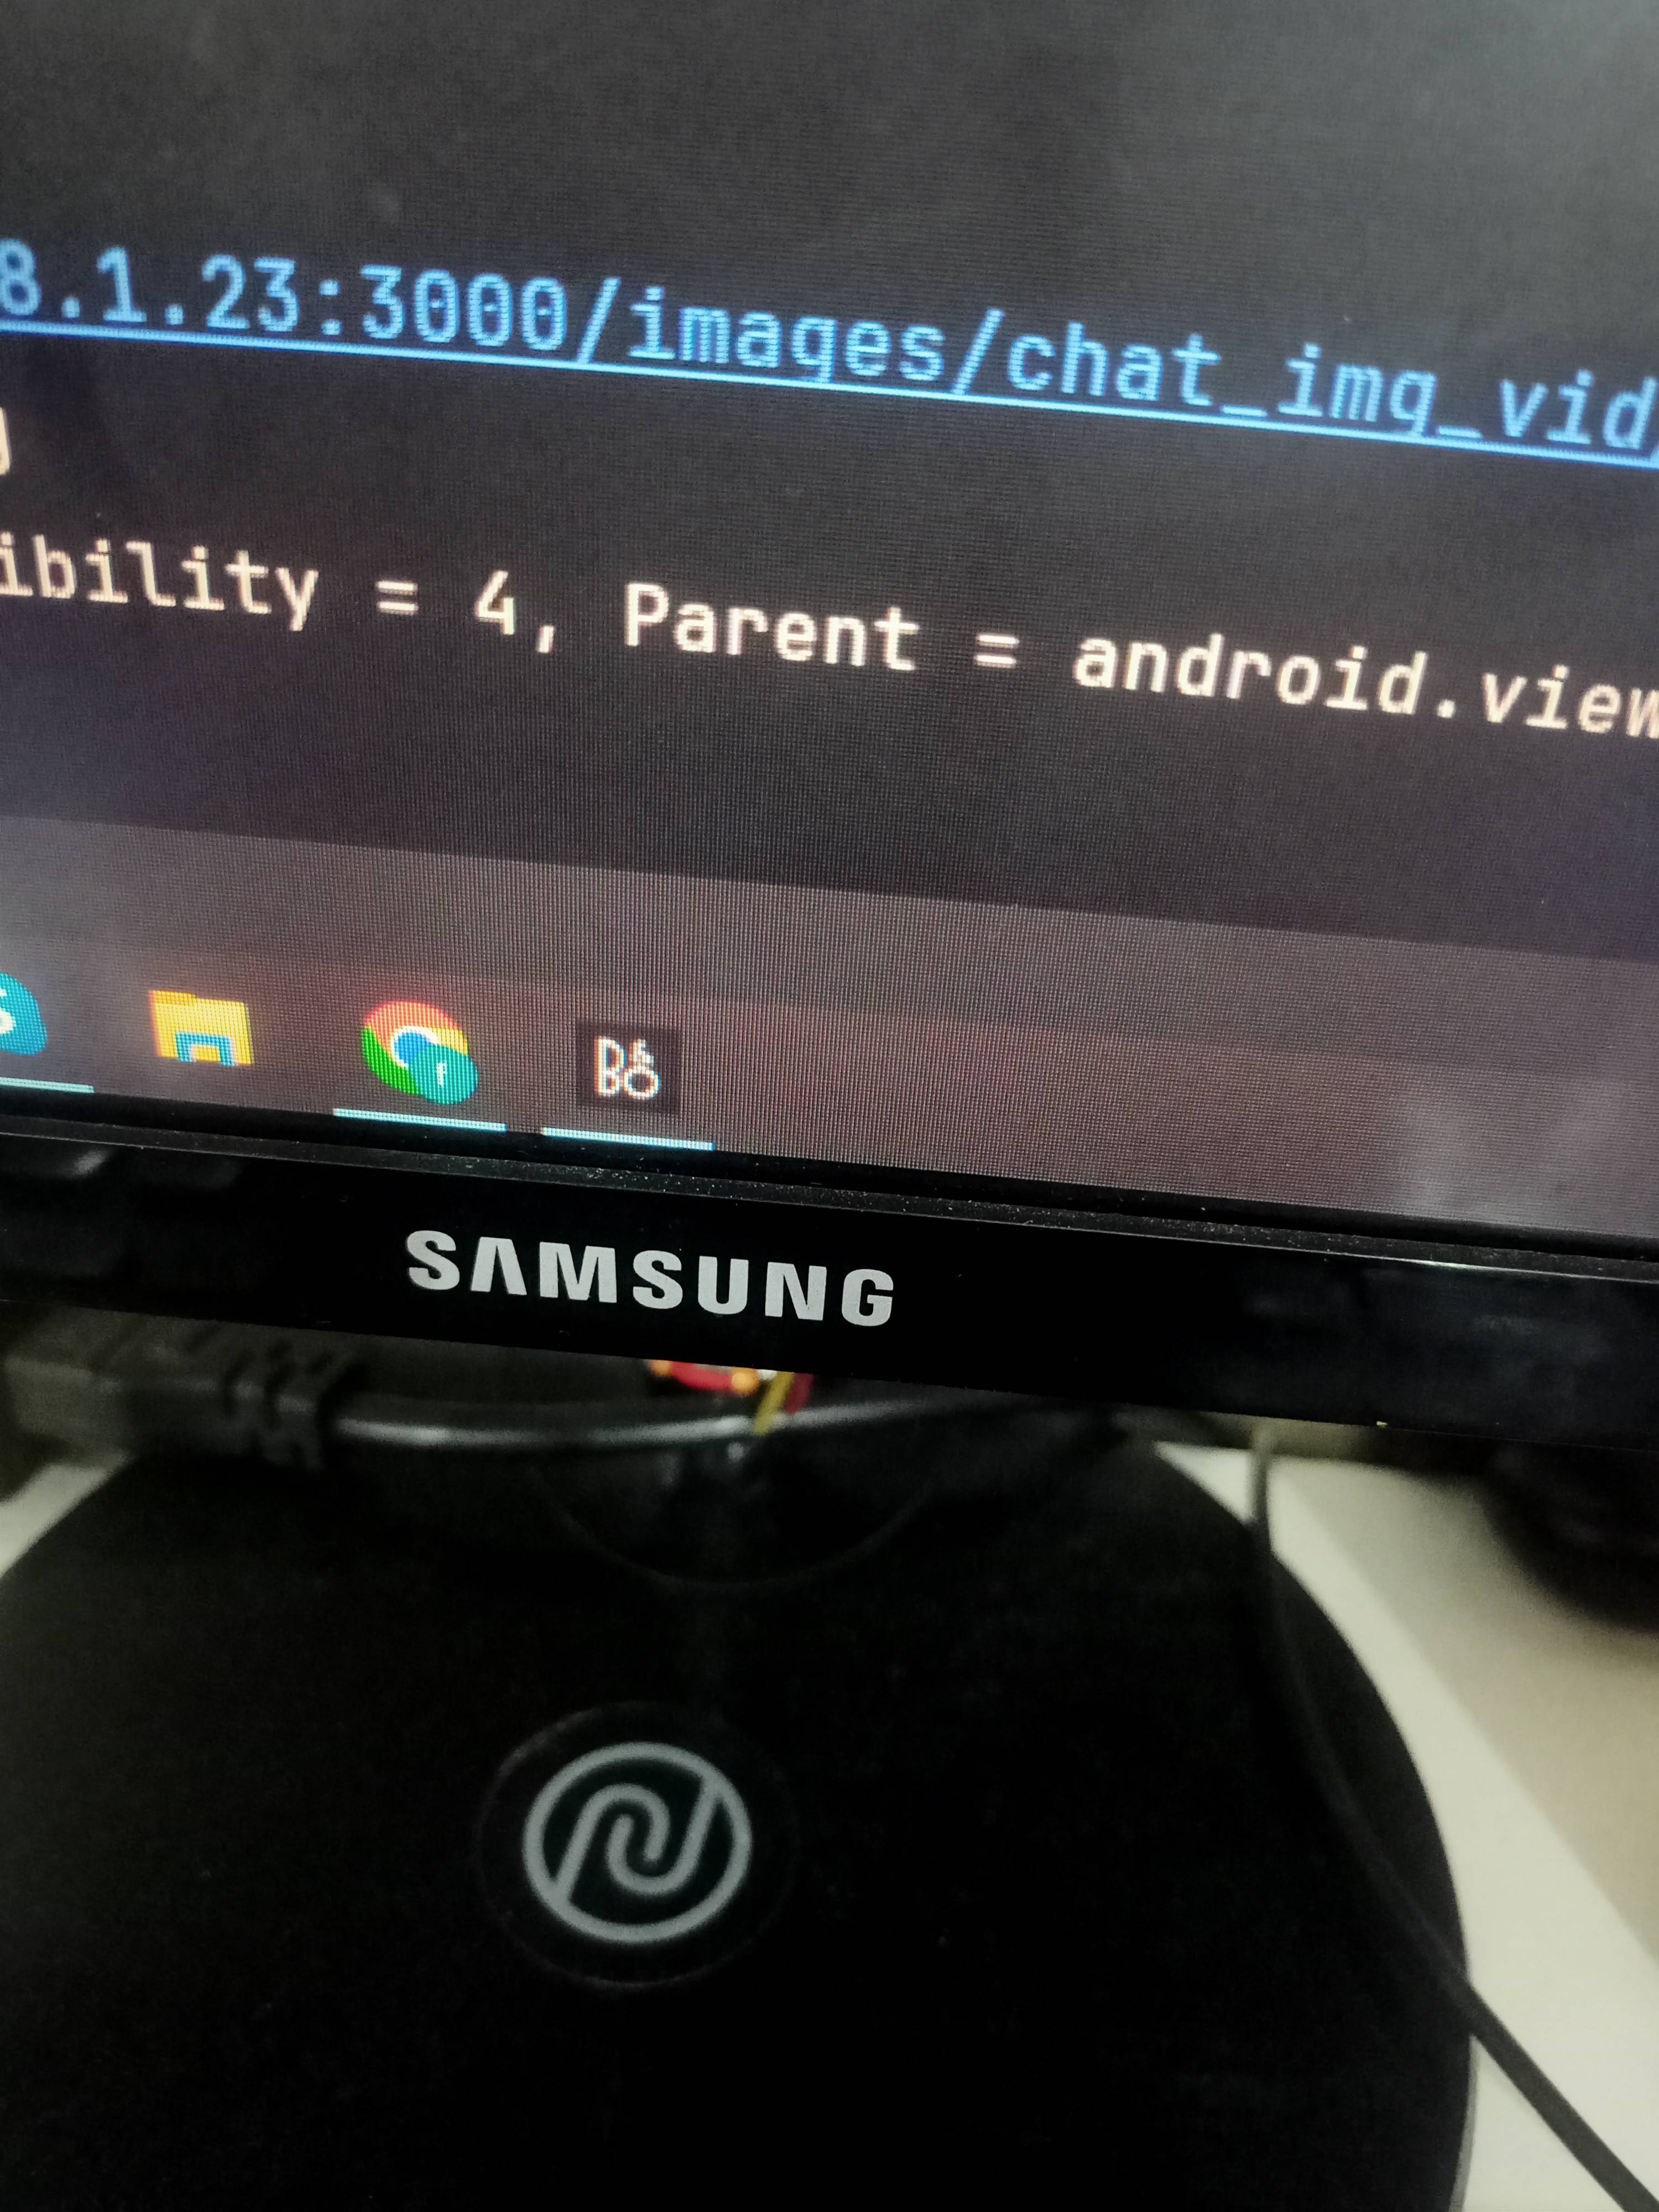 8.1.23:3000/images/chat_img_vid/
g
ibility = 4, Parent = android.view
S
f
B&O
SAMSUNG